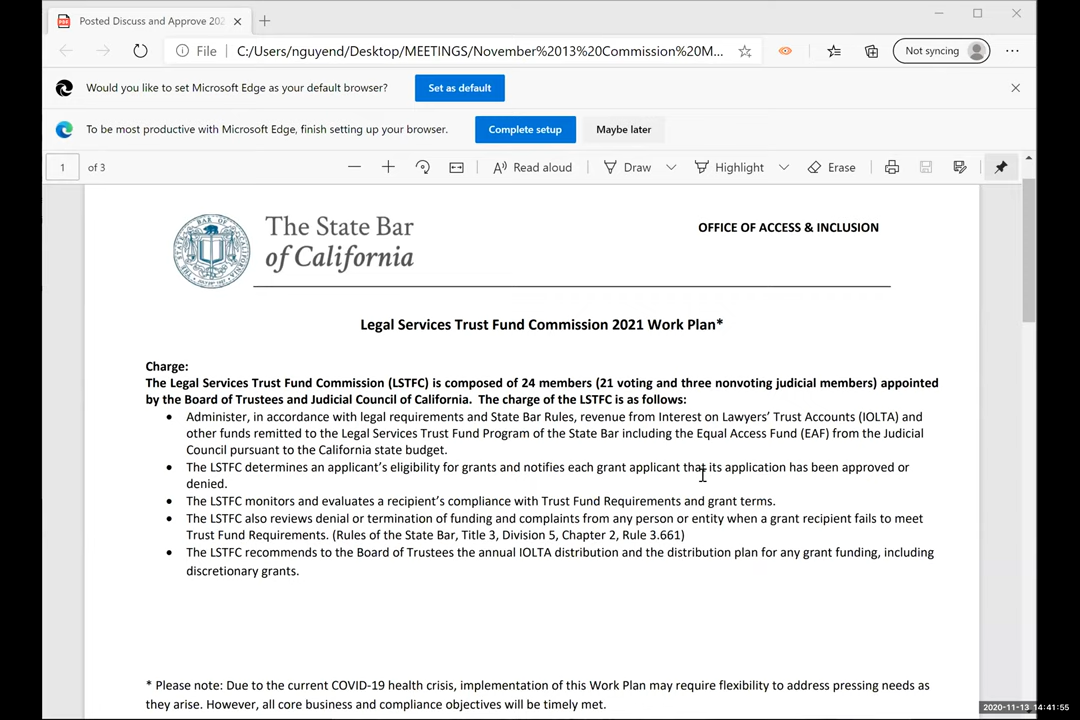 Posted Discuss and Approve 202
File
C:/Users/nguyend/Desktop/MEETINGS/November%2013%20Commission%20M...
Not syncing
Would you like to set Microsoft Edge as your default browser?
Set as default
To be most productive with Microsoft Edge, finish setting up your browser.
Complete setup
Maybe later
1 of 3
Read aloud
Draw
Highlight
Erase
The State Bar
of California
OFFICE OF ACCESS & INCLUSION
Legal Services Trust Fund Commission 2021 Work Plan*
Charge:
The Legal Services Trust Fund Commission (LSTFC) is composed of 24 members (21 voting and three nonvoting judicial members) appointed
by the Board of Trustees and Judicial Council of California. The charge of the LSTFC is as follows:
• Administer, in accordance with legal requirements and State Bar Rules, revenue from Interest on Lawyers' Trust Accounts (IOLTA) and
other funds remitted to the Legal Services Trust Fund Program of the State Bar including the Equal Access Fund (EAF) from the Judicial
Council pursuant to the California state budget.
• The LSTFC determines an applicant's eligibility for grants and notifies each grant applicant that its application has been approved or
denied.
• The LSTFC monitors and evaluates a recipient's compliance with Trust Fund Requirements and grant terms.
• The LSTFC also reviews denial or termination of funding and complaints from any person or entity when a grant recipient fails to meet
Trust Fund Requirements. (Rules of the State Bar, Title 3, Division 5, Chapter 2, Rule 3.661)
• The LSTFC recommends to the Board of Trustees the annual IOLTA distribution and the distribution plan for any grant funding, including
discretionary grants.
* Please note: Due to the current COVID-19 health crisis, implementation of this Work Plan may require flexibility to address pressing needs as
they arise. However, all core business and compliance objectives will be timely met.
2020-11-13 14:41:55